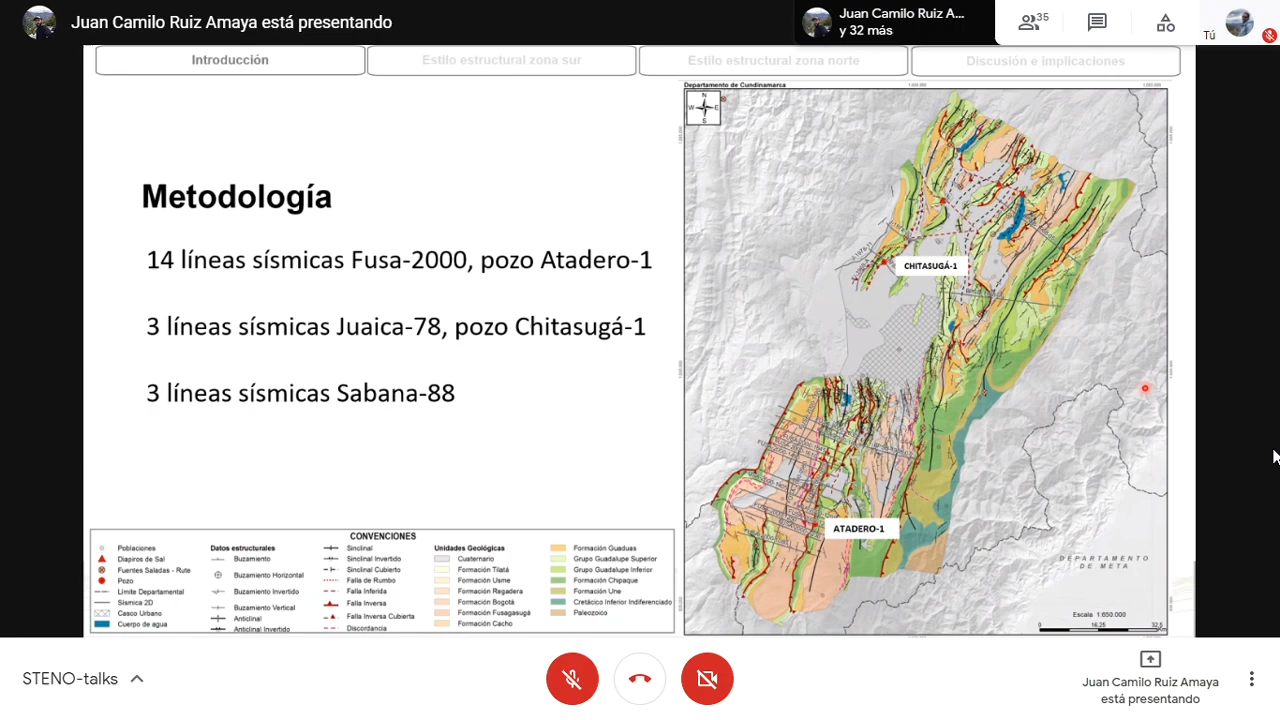 Juan Camilo Ruiz Amaya está presentando
Juan Camilo Ruiz A...
y 32 más
35
Tú
Introducción
Estilo estructural zona sur
Estilo estructural zona norte
Discusión e implicaciones
Departamento de Cundinamarca
N
W E
S
Metodología
14 líneas sísmicas Fusa-2000, pozo Atadero-1
3 líneas sísmicas Juaica-78, pozo Chitasugá-1
3 líneas sísmicas Sabana-88
CHITASUGÁ-1
ATADERO-1
DEPARTAMENTO
DE META
Escala 1:650.000
0 16,25 32,5
CONVENCIONES
Poblaciones
Diapiros de Sal
Fuentes Saladas - Rute
Pozo
Límite Departamental
Sísmica 2D
Casco Urbano
Cuerpo de agua
Datos estructurales
Buzamiento
Buzamiento Horizontal
Buzamiento Invertido
Buzamiento Vertical
Anticlinal
Anticlinal Invertido
Sinclinal
Sinclinal Invertido
Sinclinal Cubierto
Falla de Rumbo
Falla Inferida
Falla Inversa
Falla Inversa Cubierta
Discordancia
Unidades Geológicas
Cuaternario
Formación Tilatá
Formación Usme
Formación Regadera
Formación Bogotá
Formación Fusagasugá
Formación Cacho
Formación Guaduas
Grupo Guadalupe Superior
Grupo Guadalupe Inferior
Formación Chipaque
Formación Une
Cretácico Inferior Indiferenciado
Paleozoico
STENO-talks
Juan Camilo Ruiz Amaya
está presentando